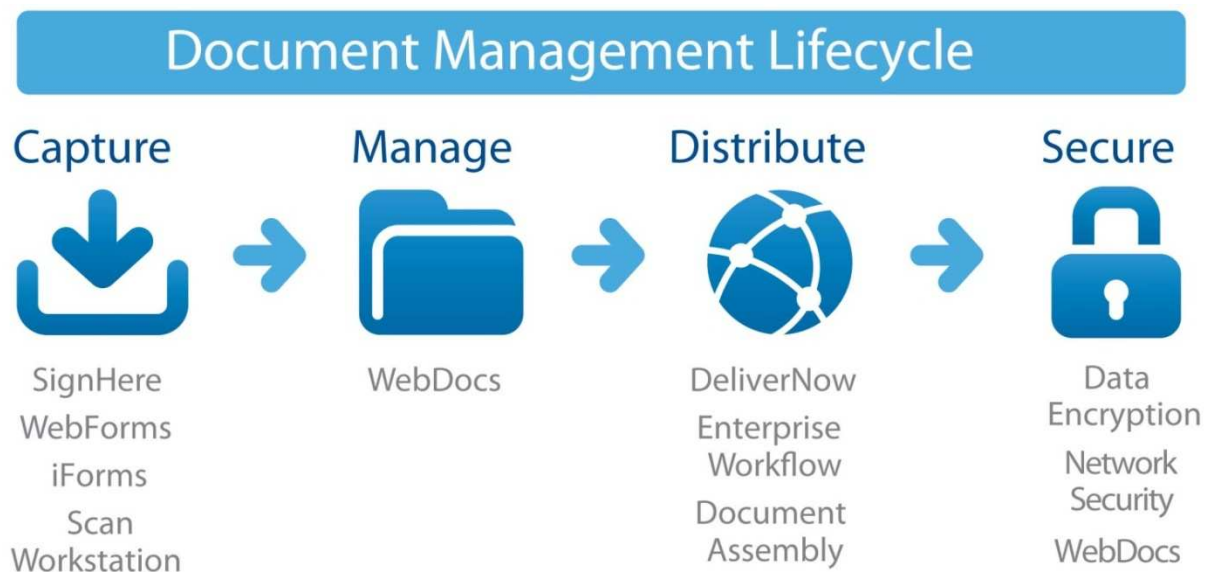 Document Management Lifecycle
Capture
SignHere
WebForms
iForms
Scan
Workstation
Manage
WebDocs
Distribute
DeliverNow
Enterprise
Workflow
Document
Assembly
Secure
Data
Encryption
Network
Security
WebDocs